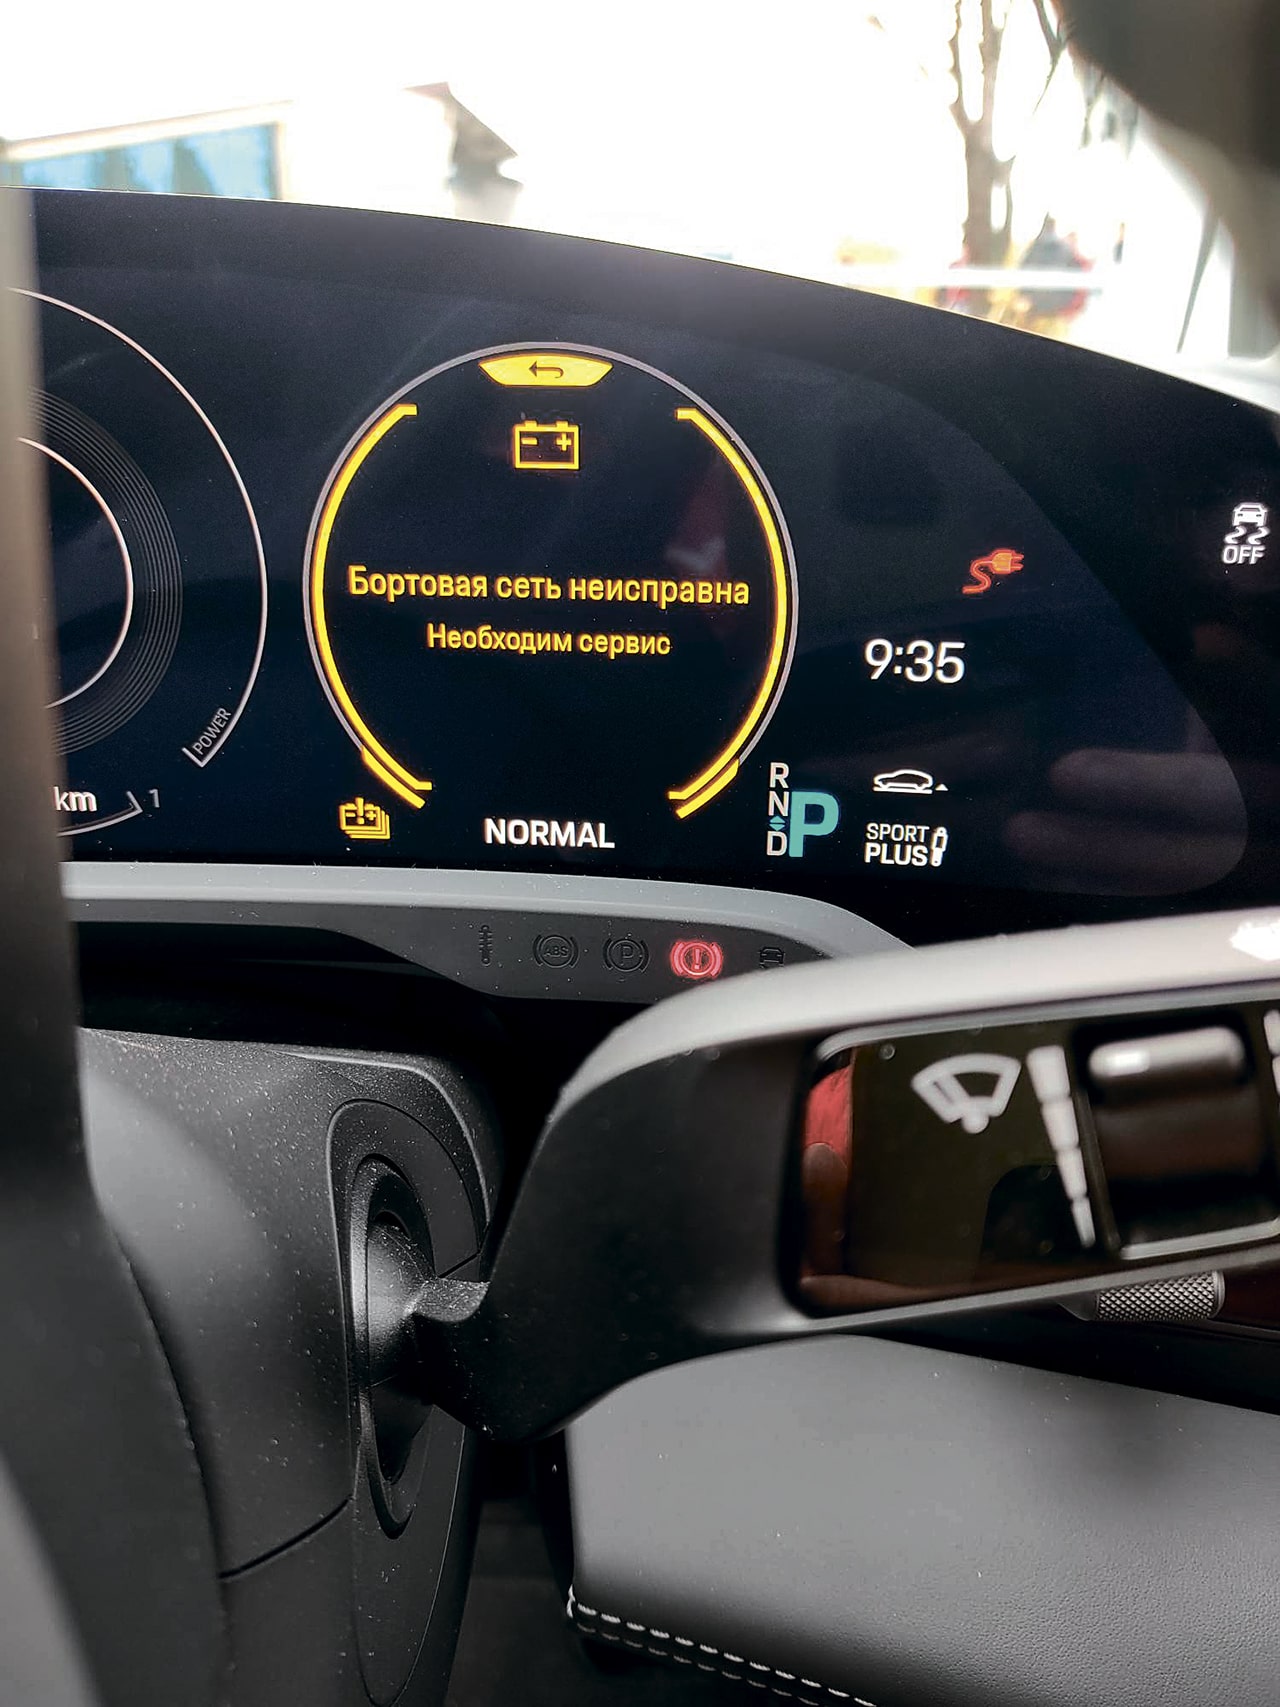 Бортовая сеть неисправна
Необходим сервис
OFF
9:35
POWER
km
1
NORMAL
R
N
D
P
SPORT
PLUS
ABS
P